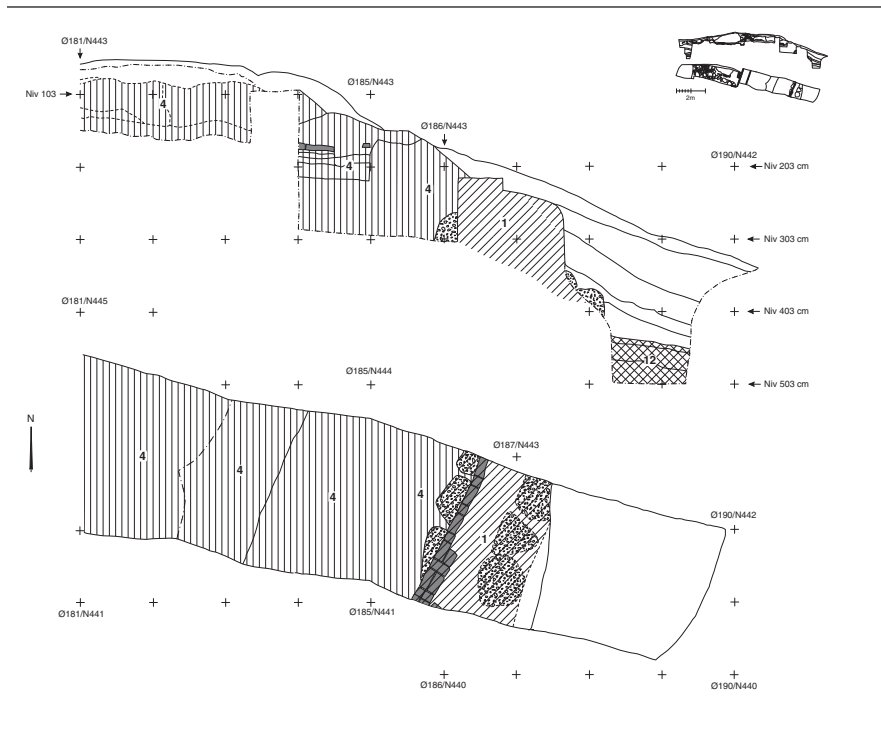 Ø181/N443
Niv 103
4
Ø185/N443
Ø186/N443
Ø190/N442
Niv 203 cm
4
4
1
Niv 303 cm
Niv 403 cm
12
Niv 503 cm
2m
Ø181/N445
Ø185/N444
N
Ø187/N443
4
4
4
4
1
Ø190/N442
Ø181/N441
Ø185/N441
Ø186/N440
Ø190/N440